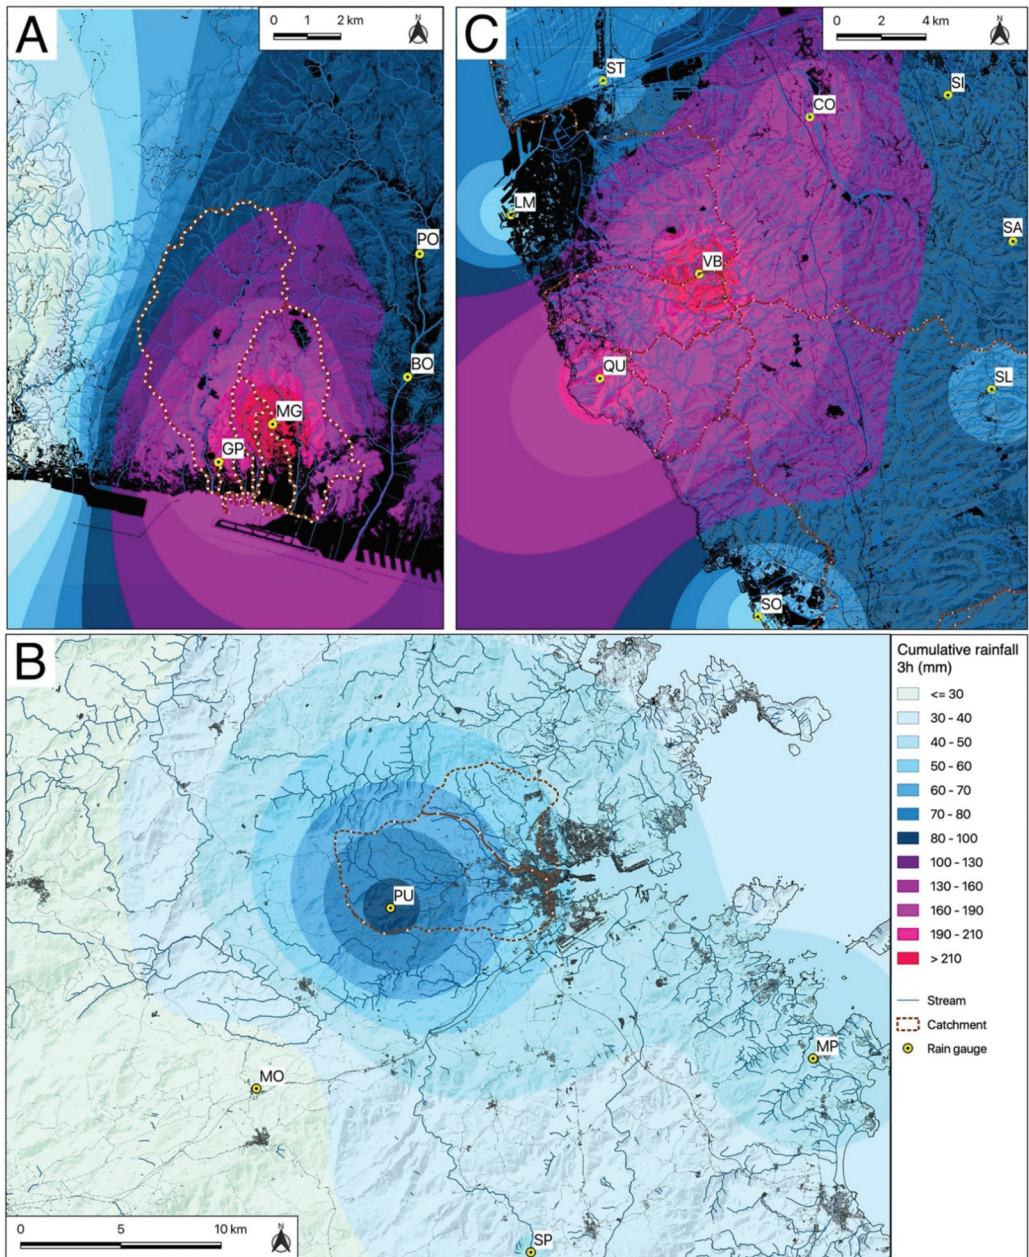 A
0 1 2 km
N
PO
BO
MG
GP
C
0 2 4 km
N
ST
SI
CO
LM
SA
VB
QU
SL
SO
B
PU
MO
MP
SP
0 5 10 km
N
Cumulative rainfall
3h (mm)
<= 30
30 - 40
40 - 50
50 - 60
60 - 70
70 - 80
80 - 100
100 - 130
130 - 160
160 - 190
190 - 210
> 210
Stream
Catchment
Rain gauge